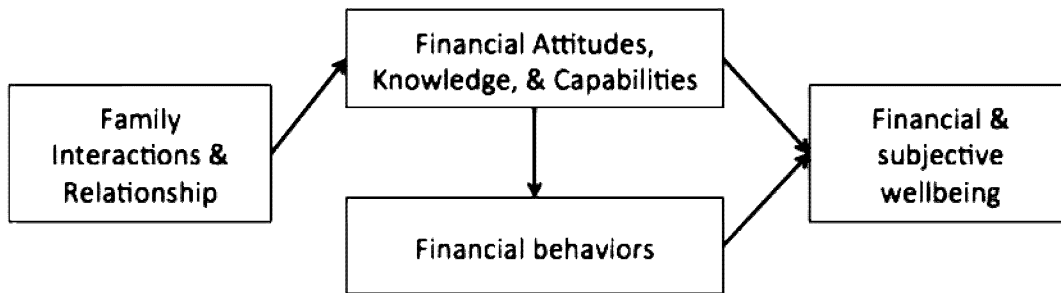 Family
Interactions &
Relationship
Financial Attitudes,
Knowledge, & Capabilities
Financial behaviors
Financial &
subjective
wellbeing